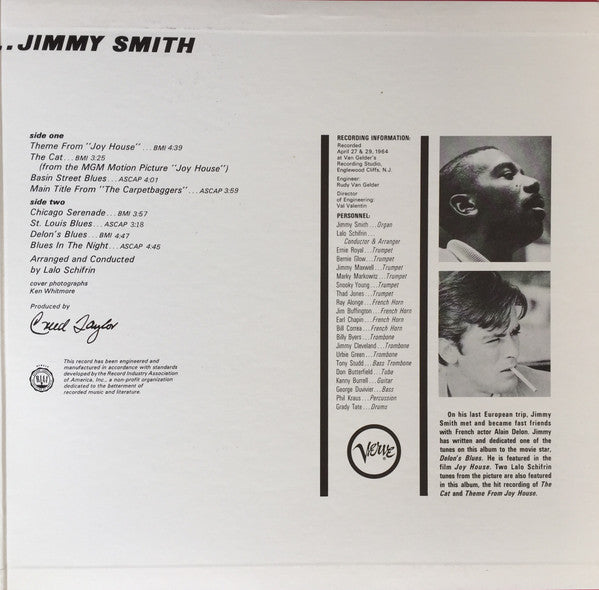 ..JIMMY SMITH
side one
Theme From "Joy House"... BMI 4:39
The Cat... BMI 3:25
(from the MGM Motion Picture "Joy House")
Basin Street Blues... ASCAP 4:01
Main Title From "The Carpetbaggers"... ASCAP 3:59
side two
Chicago Serenade... BMI 3:57
St. Louis Blues... ASCAP 3:18
Delon's Blues... BMI 4:47
Blues In The Night... ASCAP 4:45
Arranged and Conducted
by Lalo Schifrin
cover photographs
Ken Whitmore
Produced by
Creed Taylor
This record has been engineered and
manufactured in accordance with standards
developed by the Record Industry Association
of America, Inc., a non-profit organization
dedicated to the betterment of
recorded music and literature.
RECORDING INFORMATION:
Recorded
April 27 & 29, 1964
at Van Gelder's
Recording Studio,
Englewood Cliffs, N.J.
Engineer:
Rudy Van Gelder
Director
of Engineering:
Val Valentin
PERSONNEL:
Jimmy Smith...Organ
Lalo Schifrin...
Conductor & Arranger
Ernie Royal...Trumpet
Bernie Glow...Trumpet
Jimmy Maxwell...Trumpet
Marky Markowitz...Trumpet
Snooky Young...Trumpet
Thad Jones...Trumpet
Ray Alonge...French Horn
Jim Buffington...French Horn
Earl Chapin...French Horn
Bill Correa...French Horn
Billy Byers...Trombone
Jimmy Cleveland...Trombone
Urbie Green...Trombone
Tony Studd...Bass Trombone
Don Butterfield...Tuba
Kenny Burrell...Guitar
George Duvivier...Bass
Phil Kraus...Percussion
Grady Tate...Drums
Verve
On his last European trip, Jimmy
Smith met and became fast friends
with French actor Alain Delon. Jimmy
has written and dedicated one of the
tunes on this album to the movie star,
Delon's Blues. He is featured in the
film Joy House. Two Lalo Schifrin
tunes from the picture are also featured
in this album, the hit recording of The
Cat and Theme From Joy House.